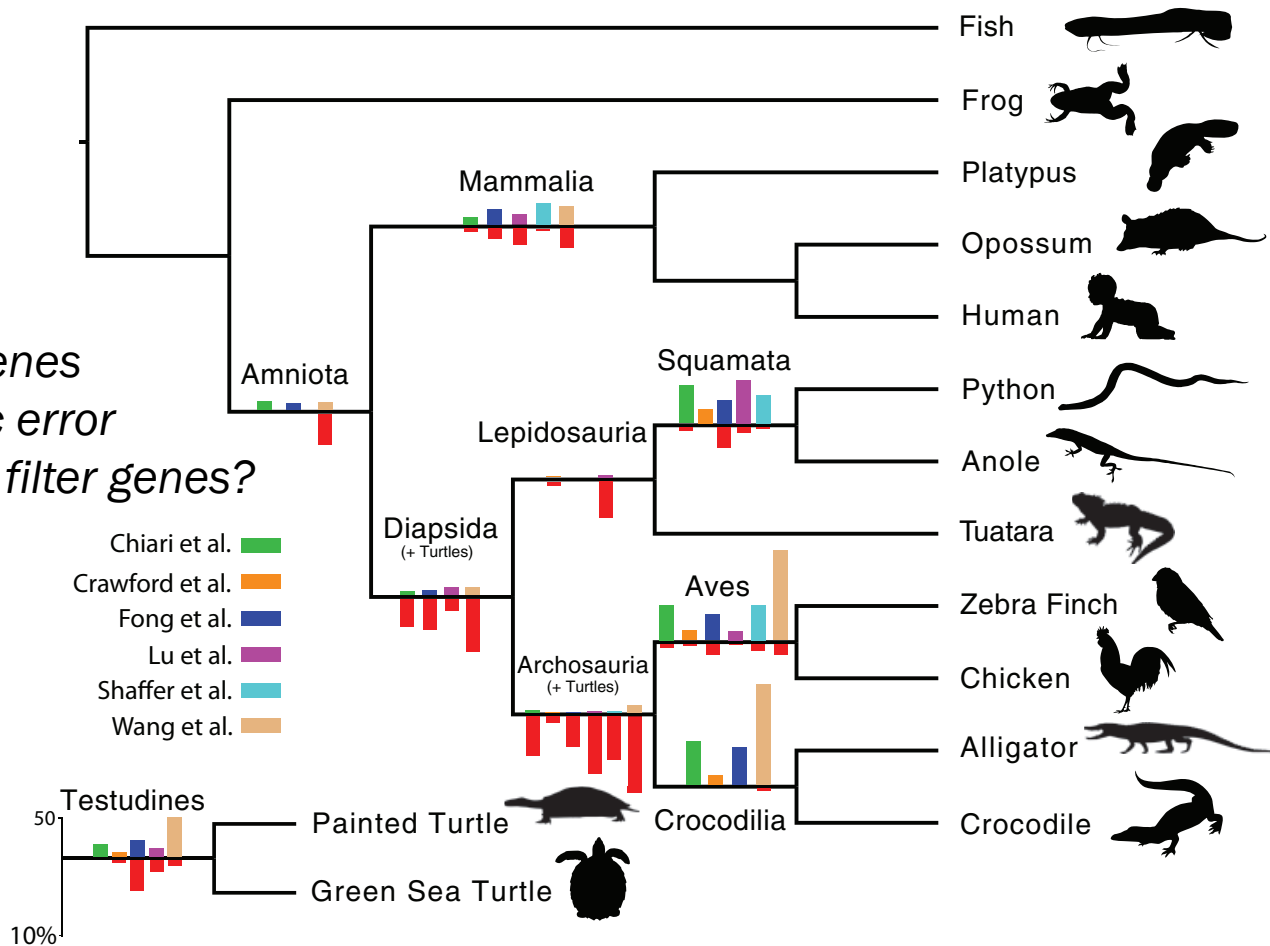 Fish
Frog
Platypus
Mammalia
Opossum
Human
enes
Squamata
Amniota
Python
c error
Lepidosauria
Anole
filter genes?
Diapsida
(+ Turtles)
Tuatara
Chiari et al.
Crawford et al.
Aves
Zebra Finch
Fong et al.
Lu et al.
Archosauria
(+ Turtles)
Chicken
Shaffer et al.
Wang et al.
Alligator
Testudines
50
Painted Turtle
Crocodilia
Crocodile
Green Sea Turtle
10%